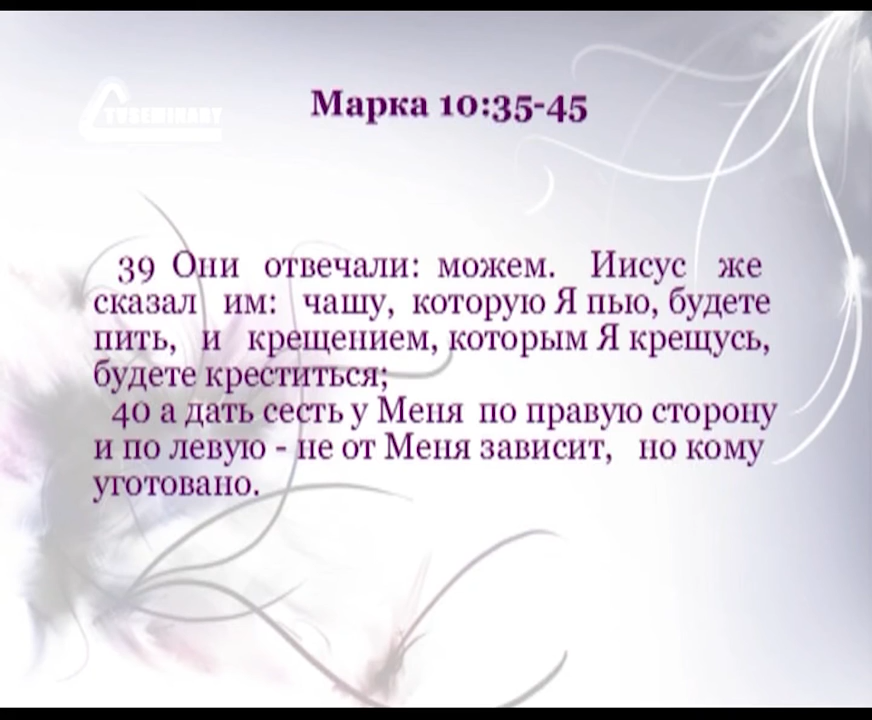 TVSEMINARY
Марка 10:35-45
39 Они отвечали: можем. Иисус же
сказал им: чашу, которую Я пью, будете
пить, и крещением, которым Я крещусь,
будете креститься;
40 а дать сесть у Меня по правую сторону
и по левую - не от Меня зависит, но кому
уготовано.